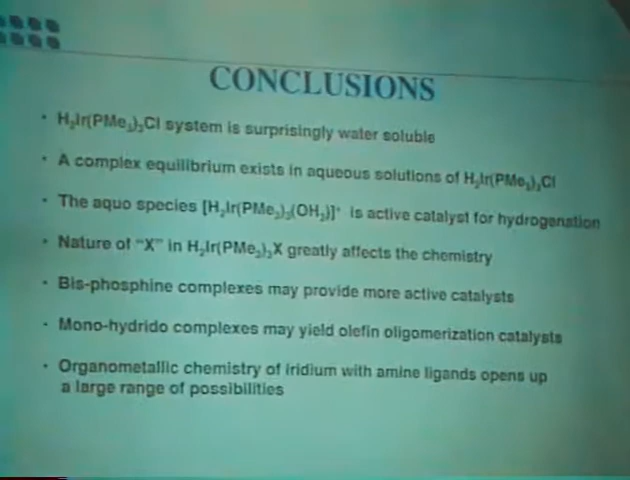 CONCLUSIONS
• H₂Ir(PMe₃)₃Cl system is surprisingly water soluble
• A complex equilibrium exists in aqueous solutions of H₂Ir(PMe₃)₃Cl
• The aquo species [H₂Ir(PMe₃)₃(OH₂)]⁺ is active catalyst for hydrogenation
• Nature of "X" in H₂Ir(PMe₃)₃X greatly affects the chemistry
• Bis-phosphine complexes may provide more active catalysts
• Mono-hydrido complexes may yield olefin oligomerization catalysts
• Organometallic chemistry of iridium with amine ligands opens up
a large range of possibilities